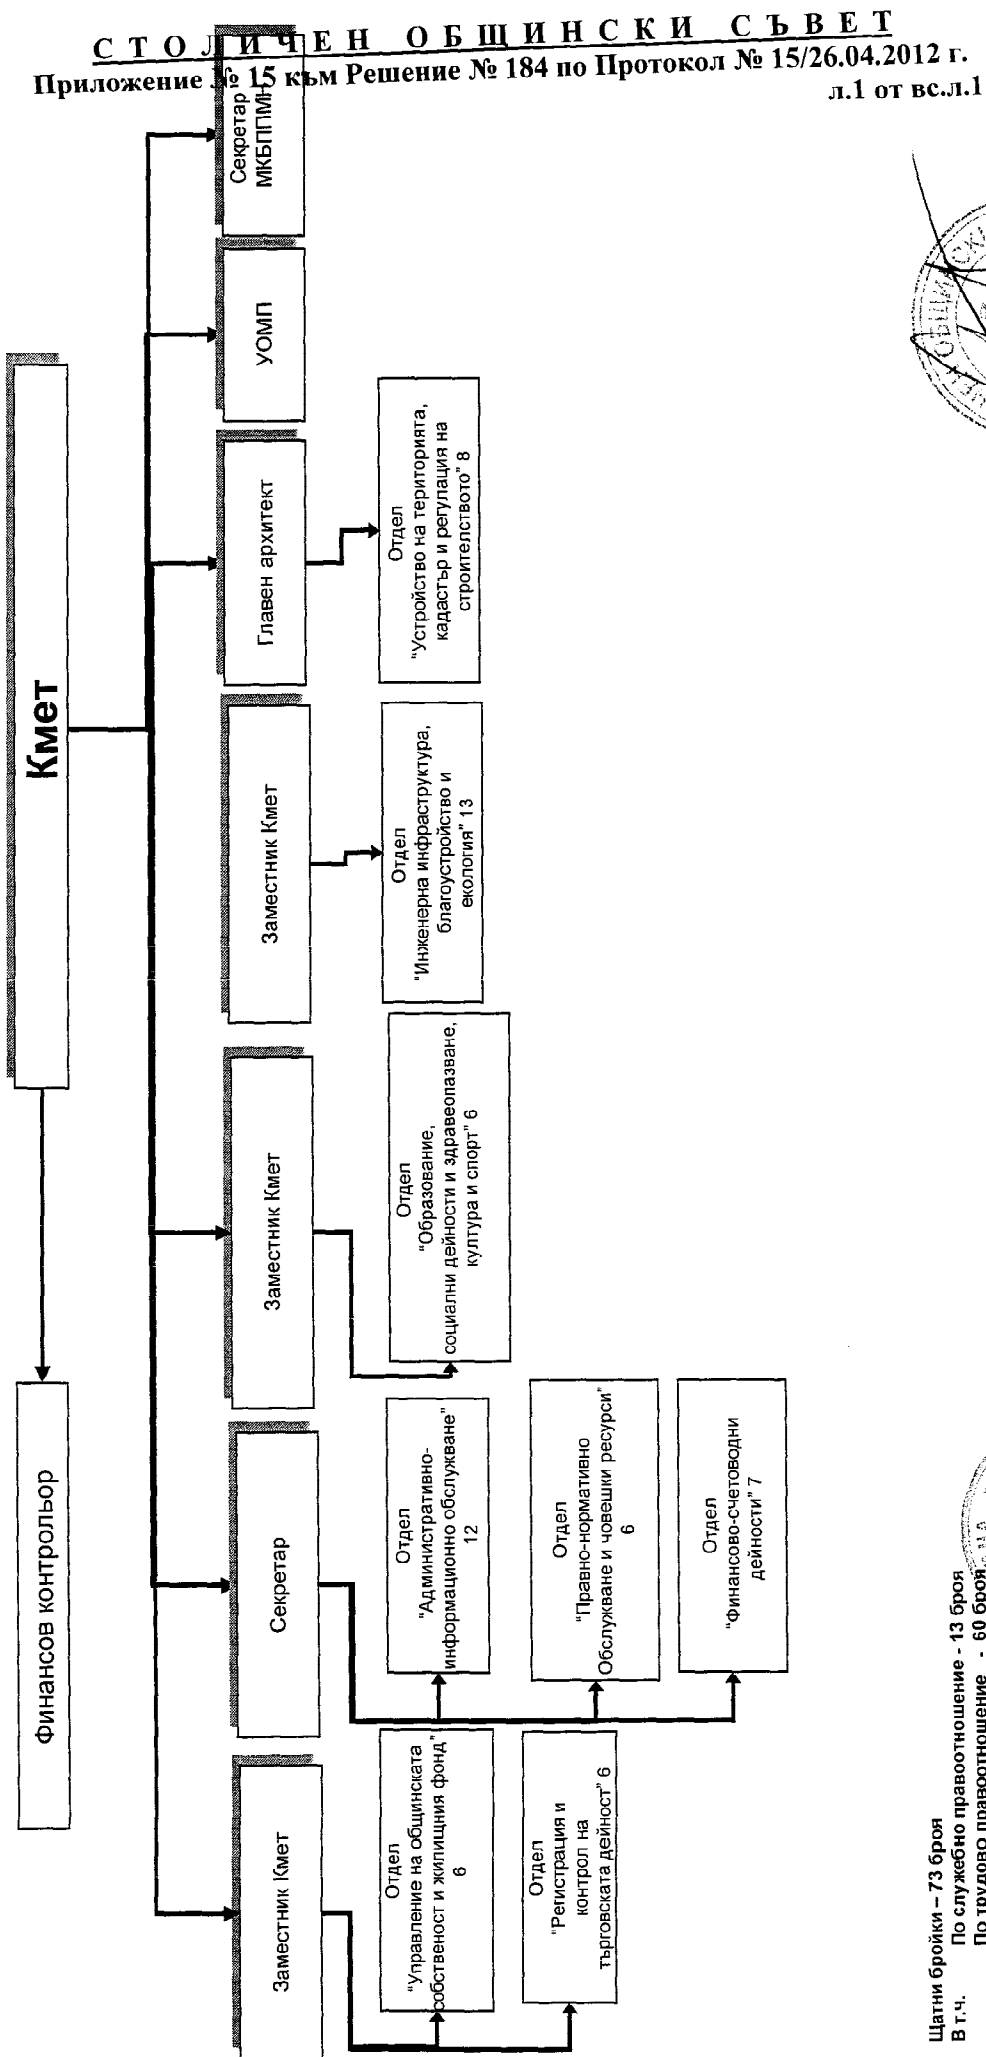 СТОЛИЧЕН ОБЩИНСКИ СЪВЕТ
Приложение № 15 към Решение № 184 по Протокол № 15/26.04.2012 г.
л.1 от вс.л.1
Кмет
Финансов контрольор
Заместник Кмет
Секретар
Заместник Кмет
Заместник Кмет
Главен архитект
УОМП
Секретар
МКБППМН
Отдел
"Управление на общинската
собственост и жилищния фонд"
6
Отдел
"Регистрация и
контрол на
търговската дейност" 6
Отдел
"Административно-
информационно обслужване"
12
Отдел
"Правно-нормативно
Обслужване и човешки ресурси"
6
Отдел
"Финансово-счетоводни
дейности" 7
Отдел
"Образование,
социални дейности и здравеопазване,
култура и спорт" 6
Отдел
"Инженерна инфраструктура,
благоустройство и
екология" 13
Отдел
"Устройство на територията,
кадастър и регулация на
строителството" 8
Щатни бройки – 73 броя
В т.ч. По служебно правоотношение - 13 броя
По трудово правоотношение - 60 броя